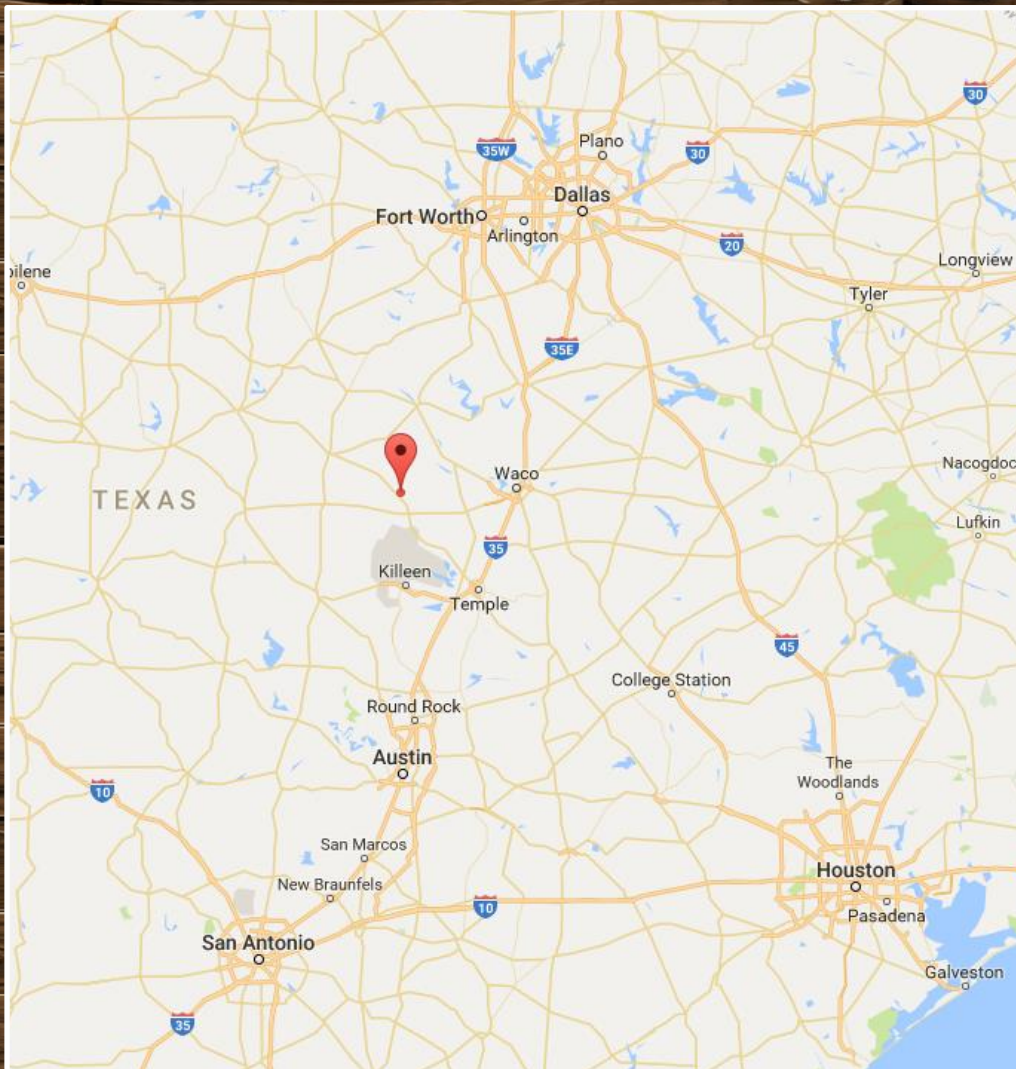 30
Plano
35W
30
Dallas
Fort Worth
Arlington
20
Longview
bilene
Tyler
35E
Waco
Nacogdoc
TEXAS
Lufkin
35
Killeen
Temple
45
College Station
Round Rock
Austin
The
Woodlands
10
San Marcos
Houston
New Braunfels
10
Pasadena
San Antonio
Galveston
35